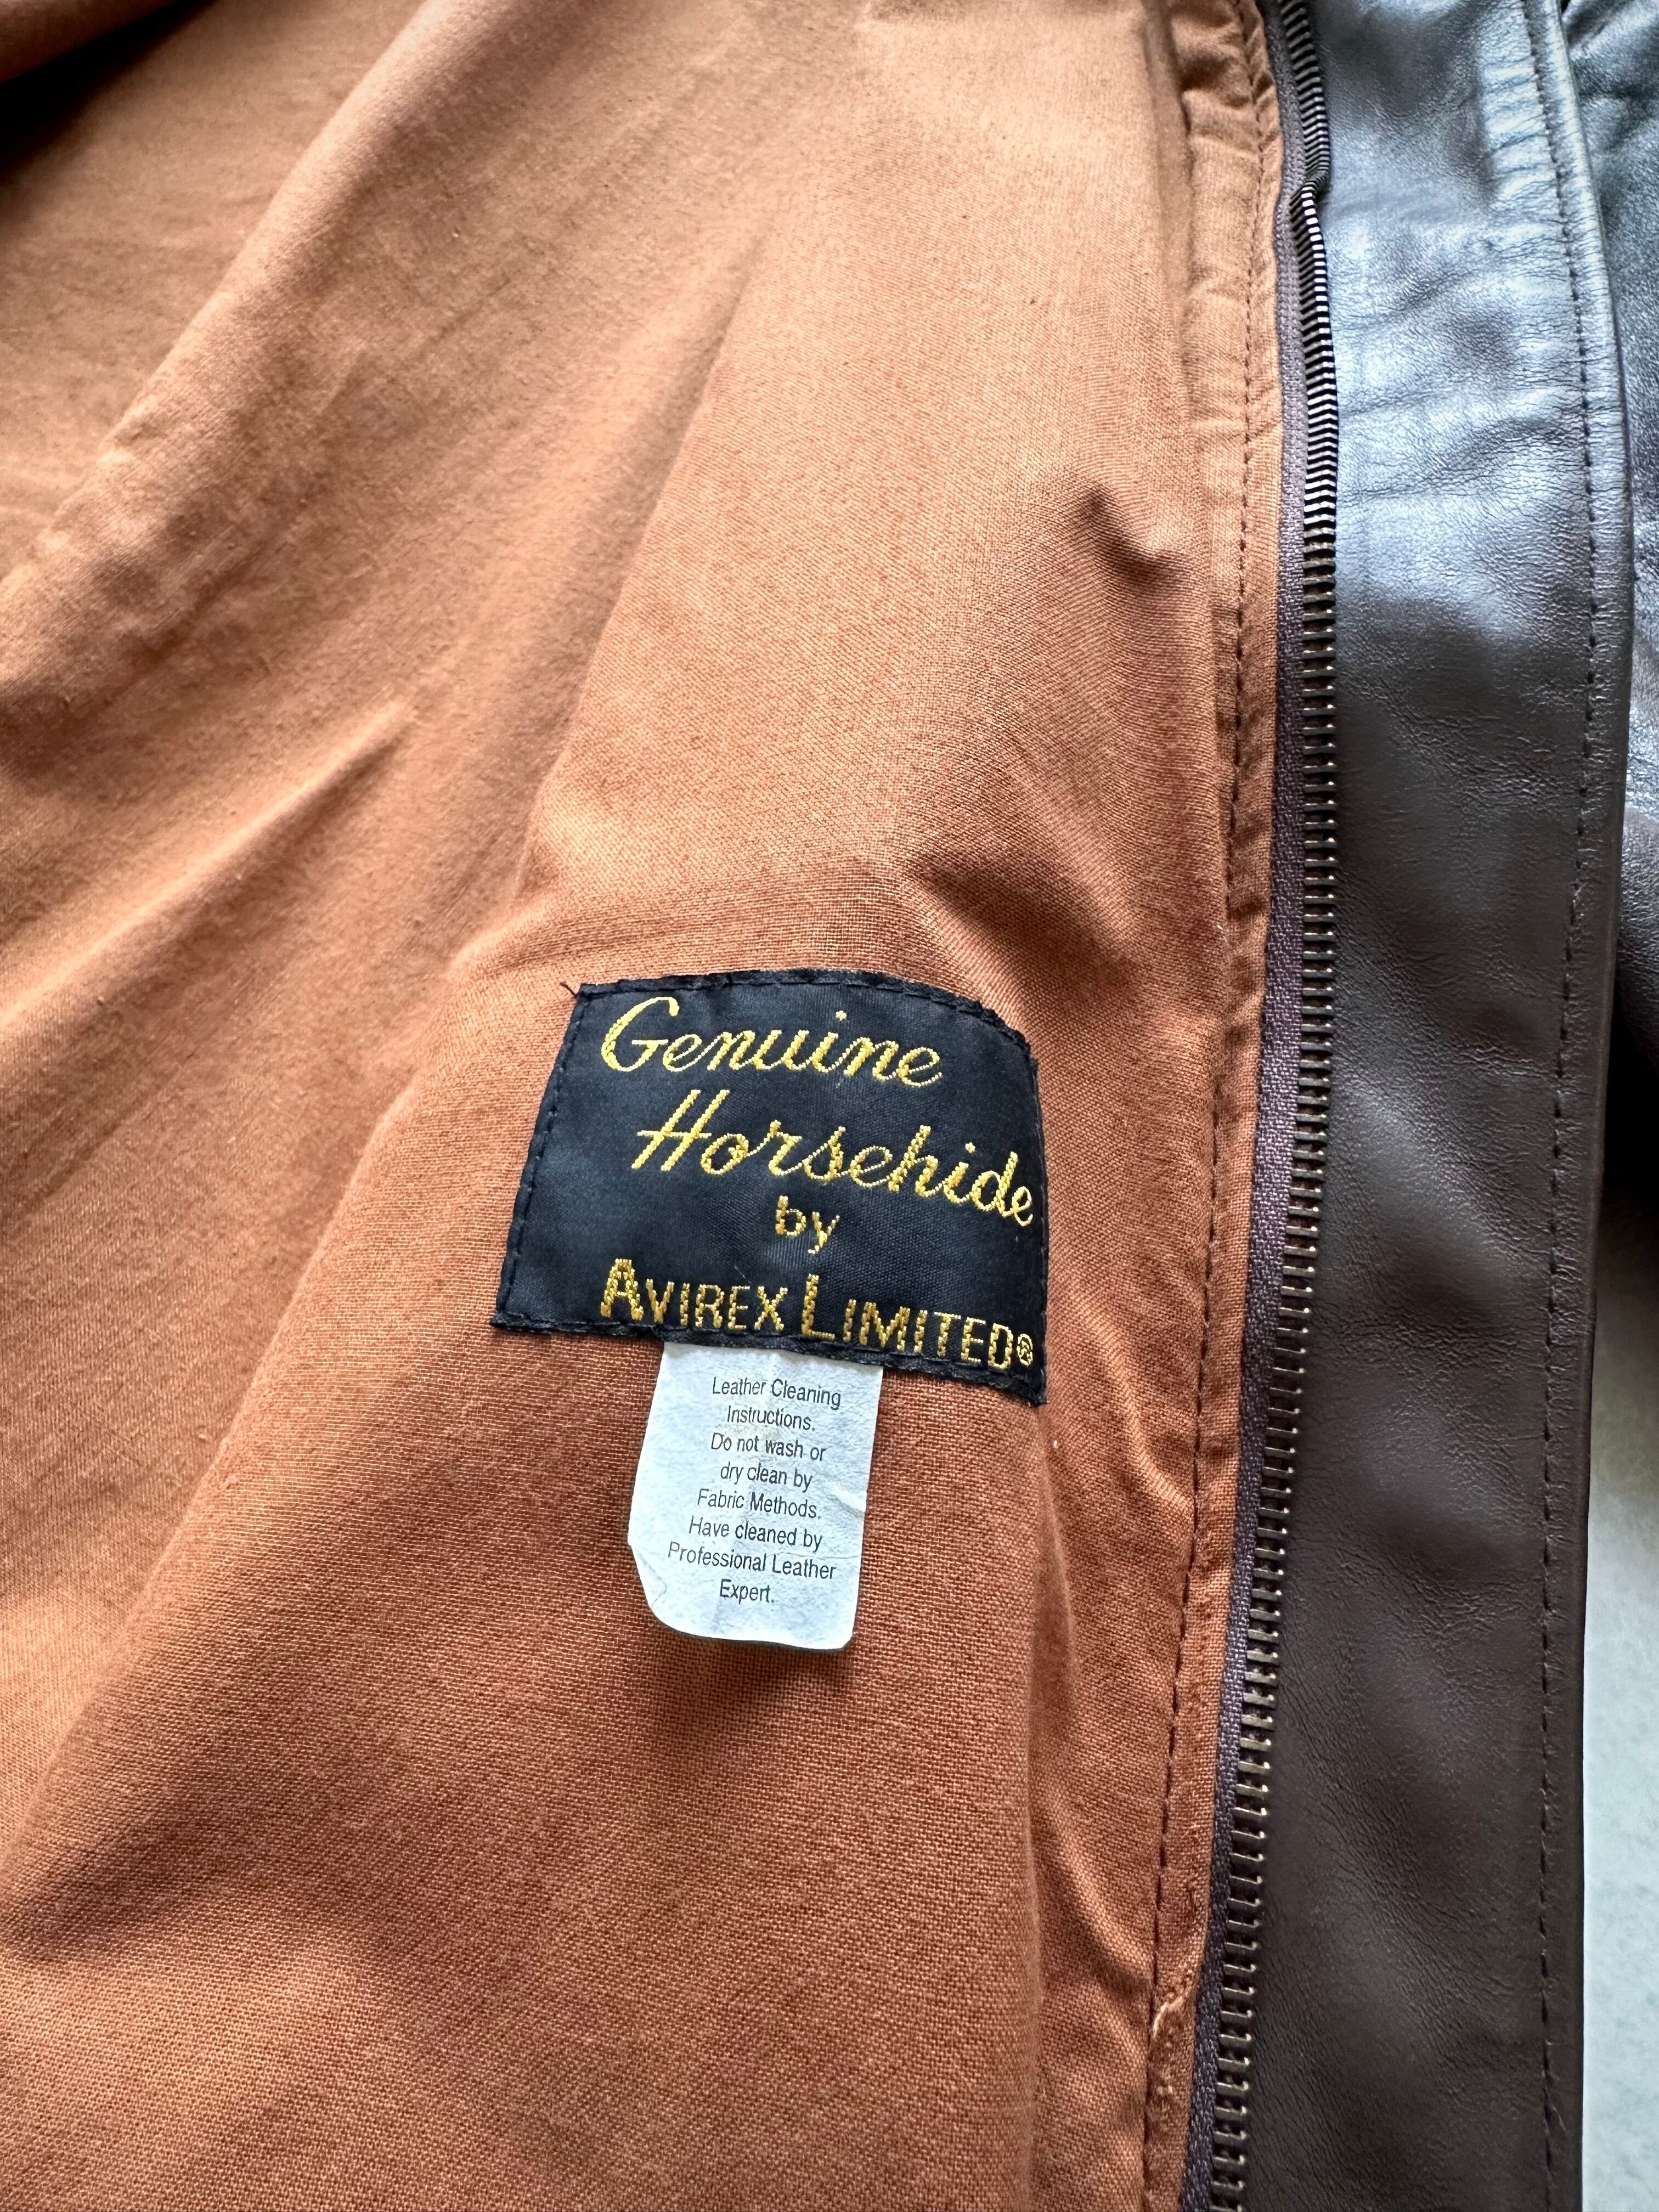 Genuine
Horsehide
by
AVIREX LIMITED®
Leather Cleaning
Instructions.
Do not wash or
dry clean by
Fabric Methods.
Have cleaned by
Professional Leather
Expert.